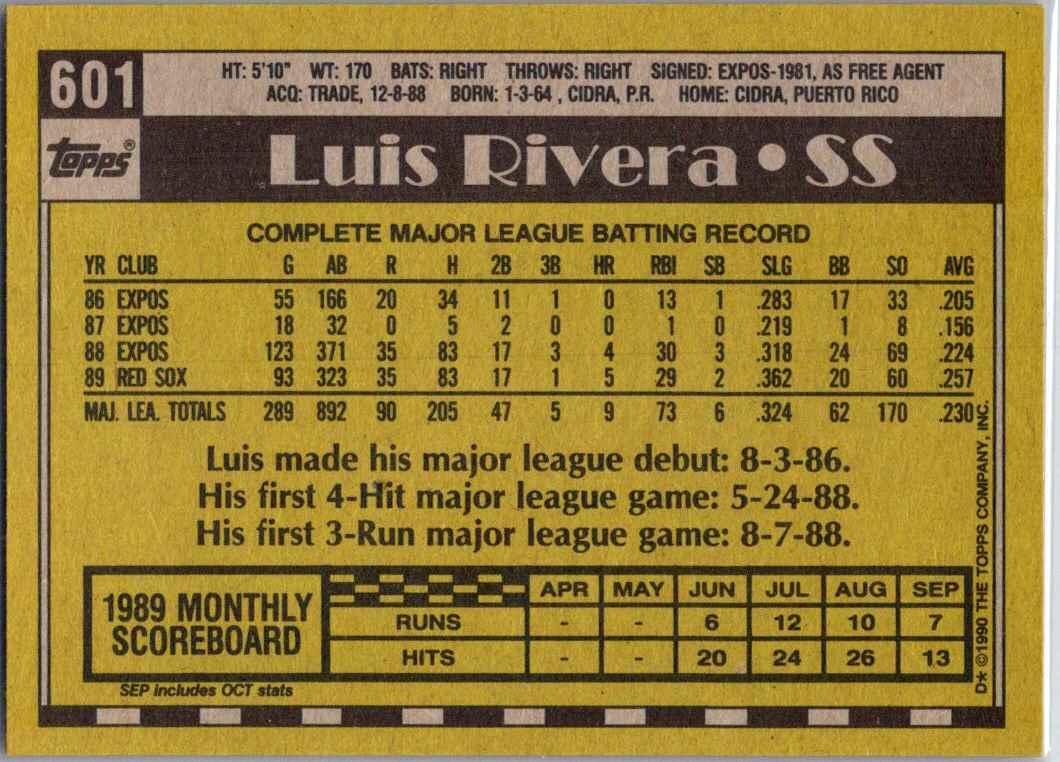 601
HT: 5'10" WT: 170 BATS: RIGHT THROWS: RIGHT SIGNED: EXPOS-1981, AS FREE AGENT
ACQ: TRADE, 12-8-88 BORN: 1-3-64 , CIDRA, P.R. HOME: CIDRA, PUERTO RICO
topps®
Luis Rivera • SS
COMPLETE MAJOR LEAGUE BATTING RECORD
YR CLUB G AB R H 2B 3B HR RBI SB SLG BB SO AVG
86 EXPOS 55 166 20 34 11 1 0 13 1 .283 17 33 .205
87 EXPOS 18 32 0 5 2 0 0 1 0 .219 1 8 .156
88 EXPOS 123 371 35 83 17 3 4 30 3 .318 24 69 .224
89 RED SOX 93 323 35 83 17 1 5 29 2 .362 20 60 .257
MAJ. LEA. TOTALS 289 892 90 205 47 5 9 73 6 .324 62 170 .230
Luis made his major league debut: 8-3-86.
His first 4-Hit major league game: 5-24-88.
His first 3-Run major league game: 8-7-88.
1989 MONTHLY
SCOREBOARD
APR MAY JUN JUL AUG SEP
RUNS - - 6 12 10 7
HITS - - 20 24 26 13
SEP includes OCT stats
D* ©1990 THE TOPPS COMPANY, INC.